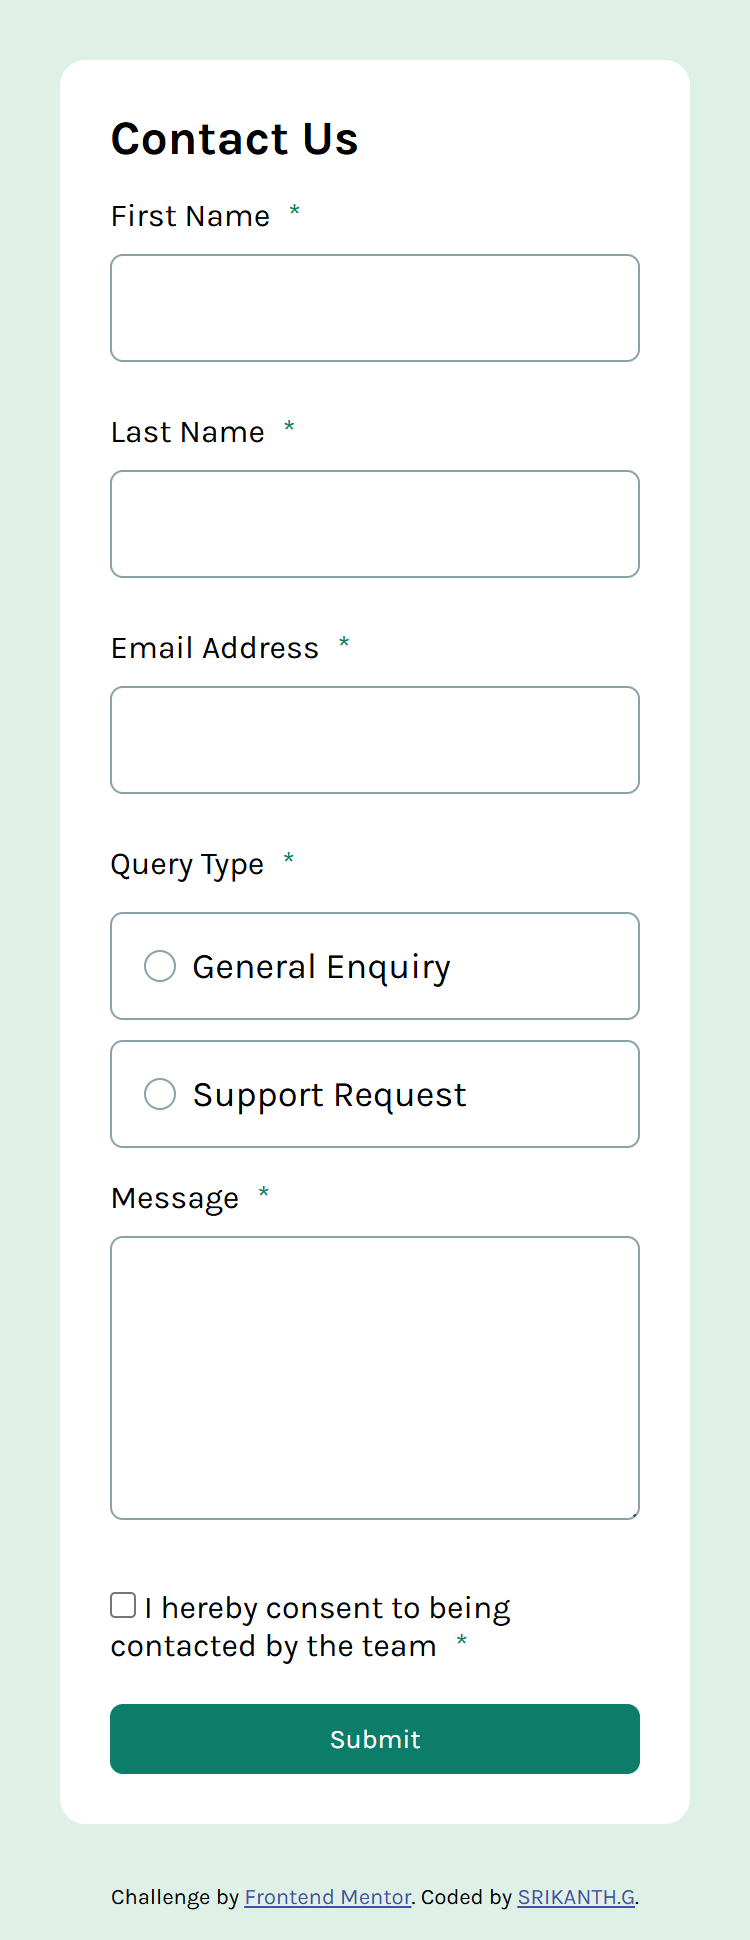 Contact Us
First Name *
Last Name *
Email Address *
Query Type *
General Enquiry
Support Request
Message *
I hereby consent to being
contacted by the team *
Submit
Challenge by Frontend Mentor. Coded by SRIKANTH.G.